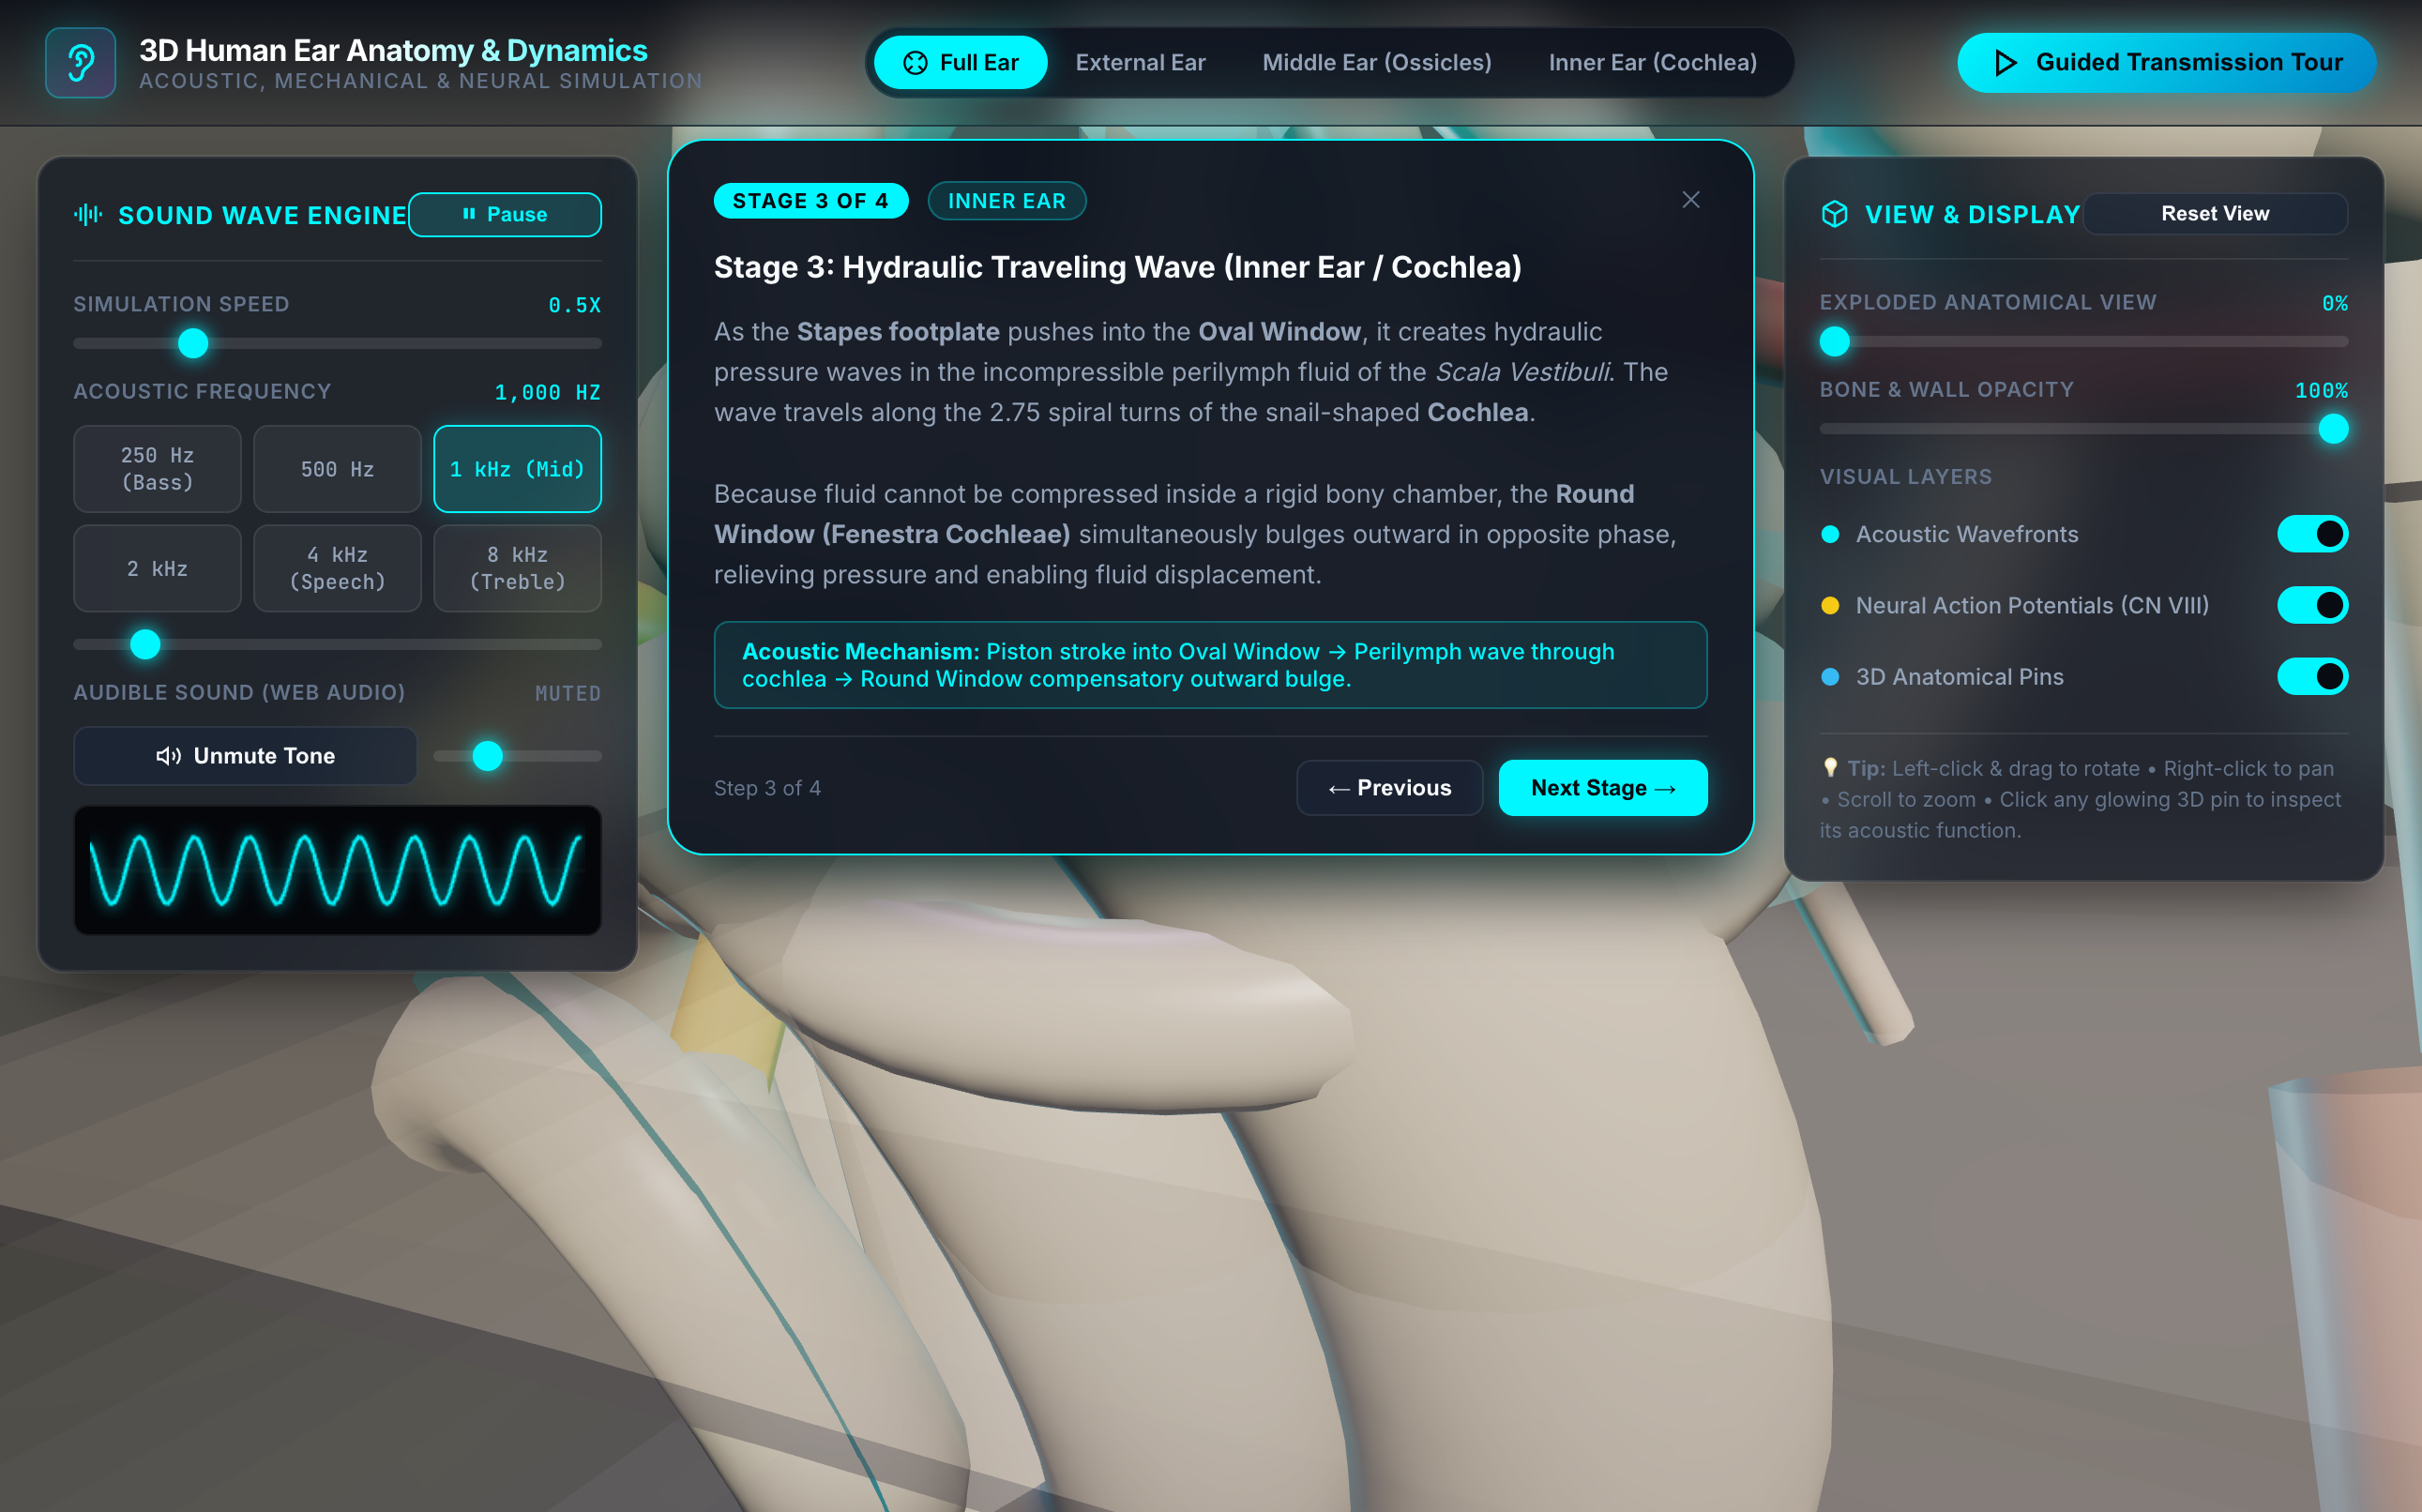 3D Human Ear Anatomy & Dynamics
ACOUSTIC, MECHANICAL & NEURAL SIMULATION
Full Ear
External Ear
Middle Ear (Ossicles)
Inner Ear (Cochlea)
Guided Transmission Tour
SOUND WAVE ENGINE
Pause
SIMULATION SPEED
0.5X
ACOUSTIC FREQUENCY
1,000 HZ
250 Hz
(Bass)
500 Hz
1 kHz (Mid)
2 kHz
4 kHz
(Speech)
8 kHz
(Treble)
AUDIBLE SOUND (WEB AUDIO)
MUTED
Unmute Tone
STAGE 3 OF 4
INNER EAR
Stage 3: Hydraulic Traveling Wave (Inner Ear / Cochlea)
As the Stapes footplate pushes into the Oval Window, it creates hydraulic
pressure waves in the incompressible perilymph fluid of the Scala Vestibuli. The
wave travels along the 2.75 spiral turns of the snail-shaped Cochlea.
Because fluid cannot be compressed inside a rigid bony chamber, the Round
Window (Fenestra Cochleae) simultaneously bulges outward in opposite phase,
relieving pressure and enabling fluid displacement.
Acoustic Mechanism: Piston stroke into Oval Window → Perilymph wave through
cochlea → Round Window compensatory outward bulge.
Step 3 of 4
← Previous
Next Stage →
VIEW & DISPLAY
Reset View
EXPLODED ANATOMICAL VIEW
0%
BONE & WALL OPACITY
100%
VISUAL LAYERS
Acoustic Wavefronts
Neural Action Potentials (CN VIII)
3D Anatomical Pins
💡 Tip: Left-click & drag to rotate • Right-click to pan
• Scroll to zoom • Click any glowing 3D pin to inspect
its acoustic function.